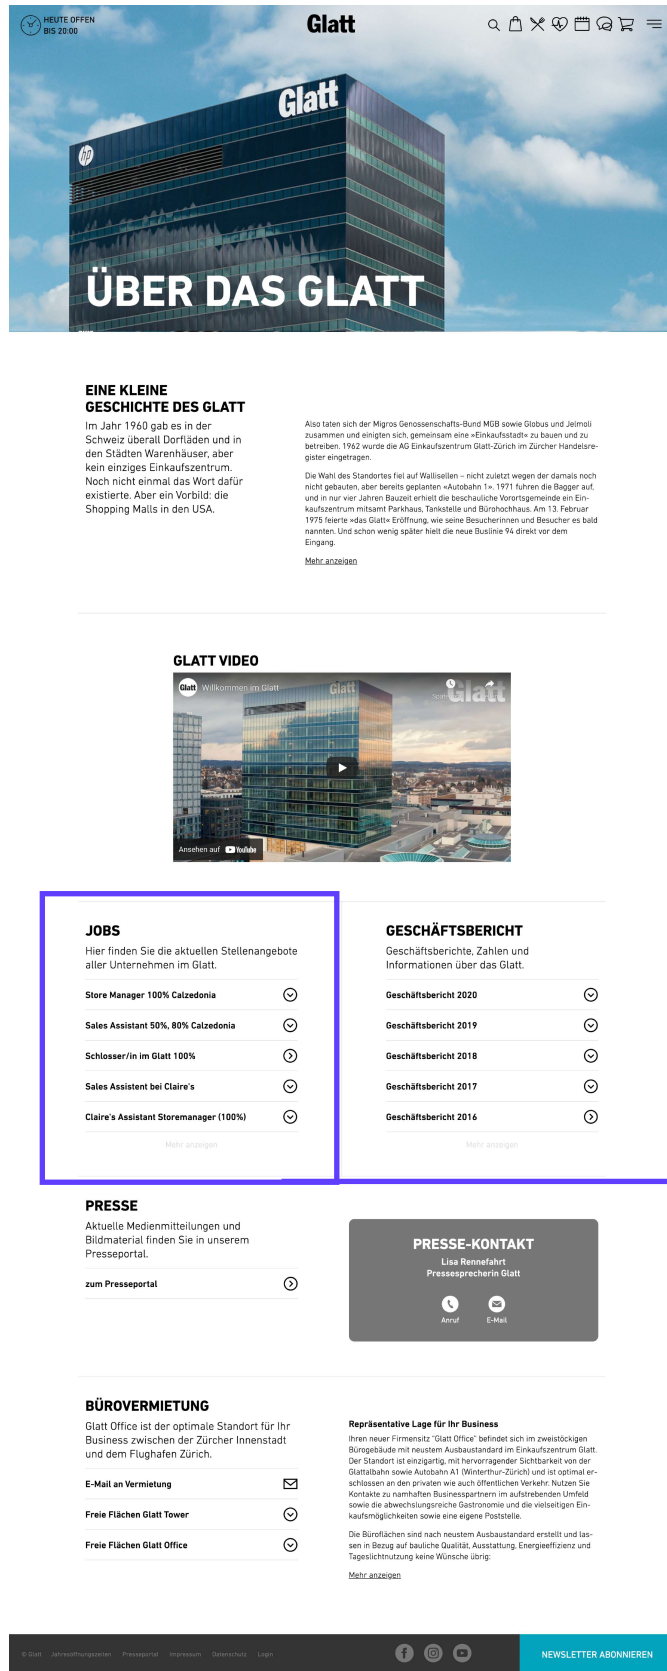 HEUTE OFFEN
BIS 20:00
Glatt
Glatt
hp
ÜBER DAS GLATT
EINE KLEINE
GESCHICHTE DES GLATT
Im Jahr 1960 gab es in der
Schweiz überall Dorfläden und in
den Städten Warenhäuser, aber
kein einziges Einkaufszentrum.
Noch nicht einmal das Wort dafür
existierte. Aber ein Vorbild: die
Shopping Malls in den USA.
Also taten sich der Migros Genossenschafts-Bund MGB sowie Globus und Jelmoli
zusammen und einigten sich, gemeinsam eine »Einkaufsstadt« zu bauen und zu
betreiben. 1962 wurde die AG Einkaufszentrum Glatt-Zürich im Zürcher Handelsre-
gister eingetragen.
Die Wahl des Standortes fiel auf Wallisellen – nicht zuletzt wegen der damals noch
nicht gebauten, aber bereits geplanten «Autobahn 1». 1971 fuhren die Bagger auf,
und in nur vier Jahren Bauzeit erhielt die beschauliche Vorortsgemeinde ein Ein-
kaufszentrum mitsamt Parkhaus, Tankstelle und Bürohochhaus. Am 13. Februar
1975 feierte »das Glatt« Eröffnung, wie seine Besucherinnen und Besucher es bald
nannten. Und schon wenig später hielt die neue Buslinie 94 direkt vor dem
Eingang.
Mehr anzeigen
GLATT VIDEO
Glatt Willkommen im Glatt
Glatt
Glatt
Ansehen auf YouTube
JOBS
Hier finden Sie die aktuellen Stellenangebote
aller Unternehmen im Glatt.
Store Manager 100% Calzedonia
Sales Assistant 50%, 80% Calzedonia
Schlosser/in im Glatt 100%
Sales Assistent bei Claire's
Claire's Assistant Storemanager (100%)
Mehr anzeigen
GESCHÄFTSBERICHT
Geschäftsberichte, Zahlen und
Informationen über das Glatt.
Geschäftsbericht 2020
Geschäftsbericht 2019
Geschäftsbericht 2018
Geschäftsbericht 2017
Geschäftsbericht 2016
Mehr anzeigen
PRESSE
Aktuelle Medienmitteilungen und
Bildmaterial finden Sie in unserem
Presseportal.
zum Presseportal
PRESSE-KONTAKT
Lisa Rennefahrt
Pressesprecherin Glatt
Anruf E-Mail
BÜROVERMIETUNG
Glatt Office ist der optimale Standort für Ihr
Business zwischen der Zürcher Innenstadt
und dem Flughafen Zürich.
E-Mail an Vermietung
Freie Flächen Glatt Tower
Freie Flächen Glatt Office
Repräsentative Lage für Ihr Business
Ihren neuer Firmensitz "Glatt Office" befindet sich im zweistöckigen
Bürogebäude mit neustem Ausbaustandard im Einkaufszentrum Glatt.
Der Standort ist einzigartig, mit hervorragender Sichtbarkeit von der
Glattalbahn sowie Autobahn A1 (Winterthur-Zürich) und ist optimal er-
schlossen an den privaten wie auch öffentlichen Verkehr. Nutzen Sie
Kontakte zu namhaften Businesspartnern im aufstrebenden Umfeld
sowie die abwechslungsreiche Gastronomie und die vielseitigen Ein-
kaufsmöglichkeiten sowie eine eigene Poststelle.
Die Büroflächen sind nach neustem Ausbaustandard erstellt und las-
sen in Bezug auf bauliche Qualität, Ausstattung, Energieeffizienz und
Tageslichtnutzung keine Wünsche übrig:
Mehr anzeigen
© Glatt Jahresöffnungszeiten Presseportal Impressum Datenschutz Login
NEWSLETTER ABONNIEREN